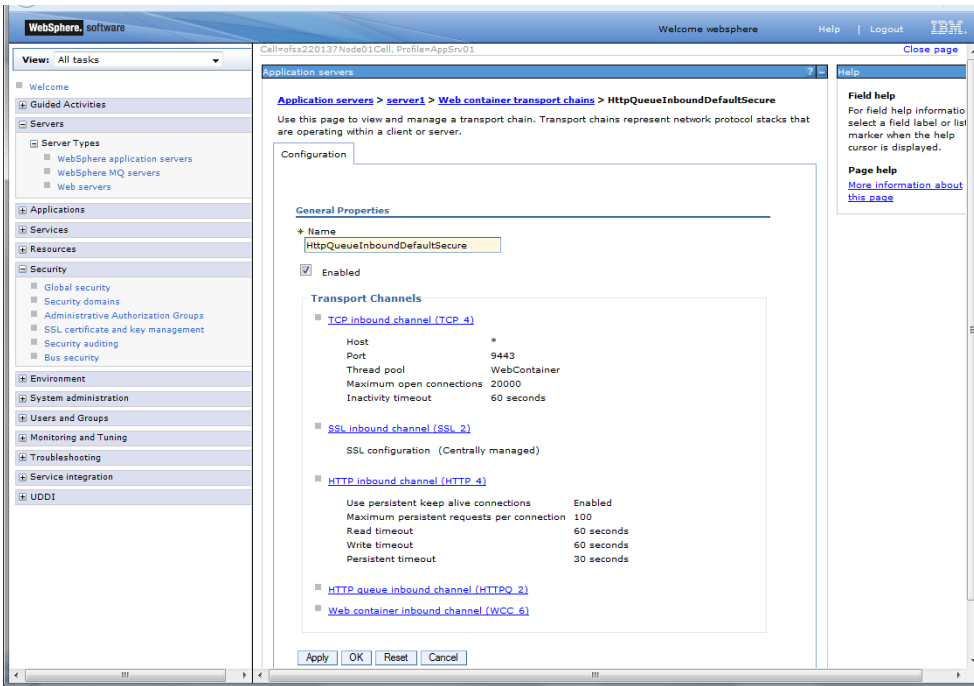 WebSphere. software
Welcome websphere Help | Logout IBM.
View: All tasks
Welcome
Guided Activities
Servers
Server Types
WebSphere application servers
WebSphere MQ servers
Web servers
Applications
Services
Resources
Security
Global security
Security domains
Administrative Authorization Groups
SSL certificate and key management
Security auditing
Bus security
Environment
System administration
Users and Groups
Monitoring and Tuning
Troubleshooting
Service integration
UDDI
Cell=ofss220137Node01Cell, Profile=AppSrv01
Close page
Application servers ? -
Application servers > server1 > Web container transport chains > HttpQueueInboundDefaultSecure
Use this page to view and manage a transport chain. Transport chains represent network protocol stacks that
are operating within a client or server.
Configuration
General Properties
* Name
HttpQueueInboundDefaultSecure
Enabled
Transport Channels
TCP inbound channel (TCP_4)
Host *
Port 9443
Thread pool WebContainer
Maximum open connections 20000
Inactivity timeout 60 seconds
SSL inbound channel (SSL_2)
SSL configuration (Centrally managed)
HTTP inbound channel (HTTP_4)
Use persistent keep alive connections Enabled
Maximum persistent requests per connection 100
Read timeout 60 seconds
Write timeout 60 seconds
Persistent timeout 30 seconds
HTTP queue inbound channel (HTTPQ_2)
Web container inbound channel (WCC_6)
Apply OK Reset Cancel
Help
Field help
For field help informatio
select a field label or list
marker when the help
cursor is displayed.
Page help
More information about
this page